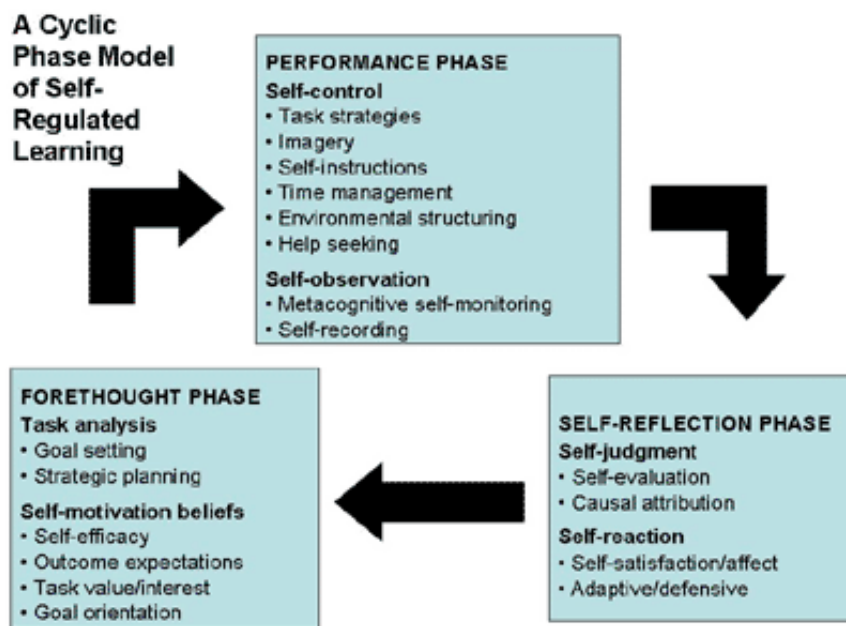 A Cyclic
Phase Model
of Self-
Regulated
Learning
PERFORMANCE PHASE
Self-control
• Task strategies
• Imagery
• Self-instructions
• Time management
• Environmental structuring
• Help seeking
Self-observation
• Metacognitive self-monitoring
• Self-recording
FORETHOUGHT PHASE
Task analysis
• Goal setting
• Strategic planning
Self-motivation beliefs
• Self-efficacy
• Outcome expectations
• Task value/interest
• Goal orientation
SELF-REFLECTION PHASE
Self-judgment
• Self-evaluation
• Causal attribution
Self-reaction
• Self-satisfaction/affect
• Adaptive/defensive